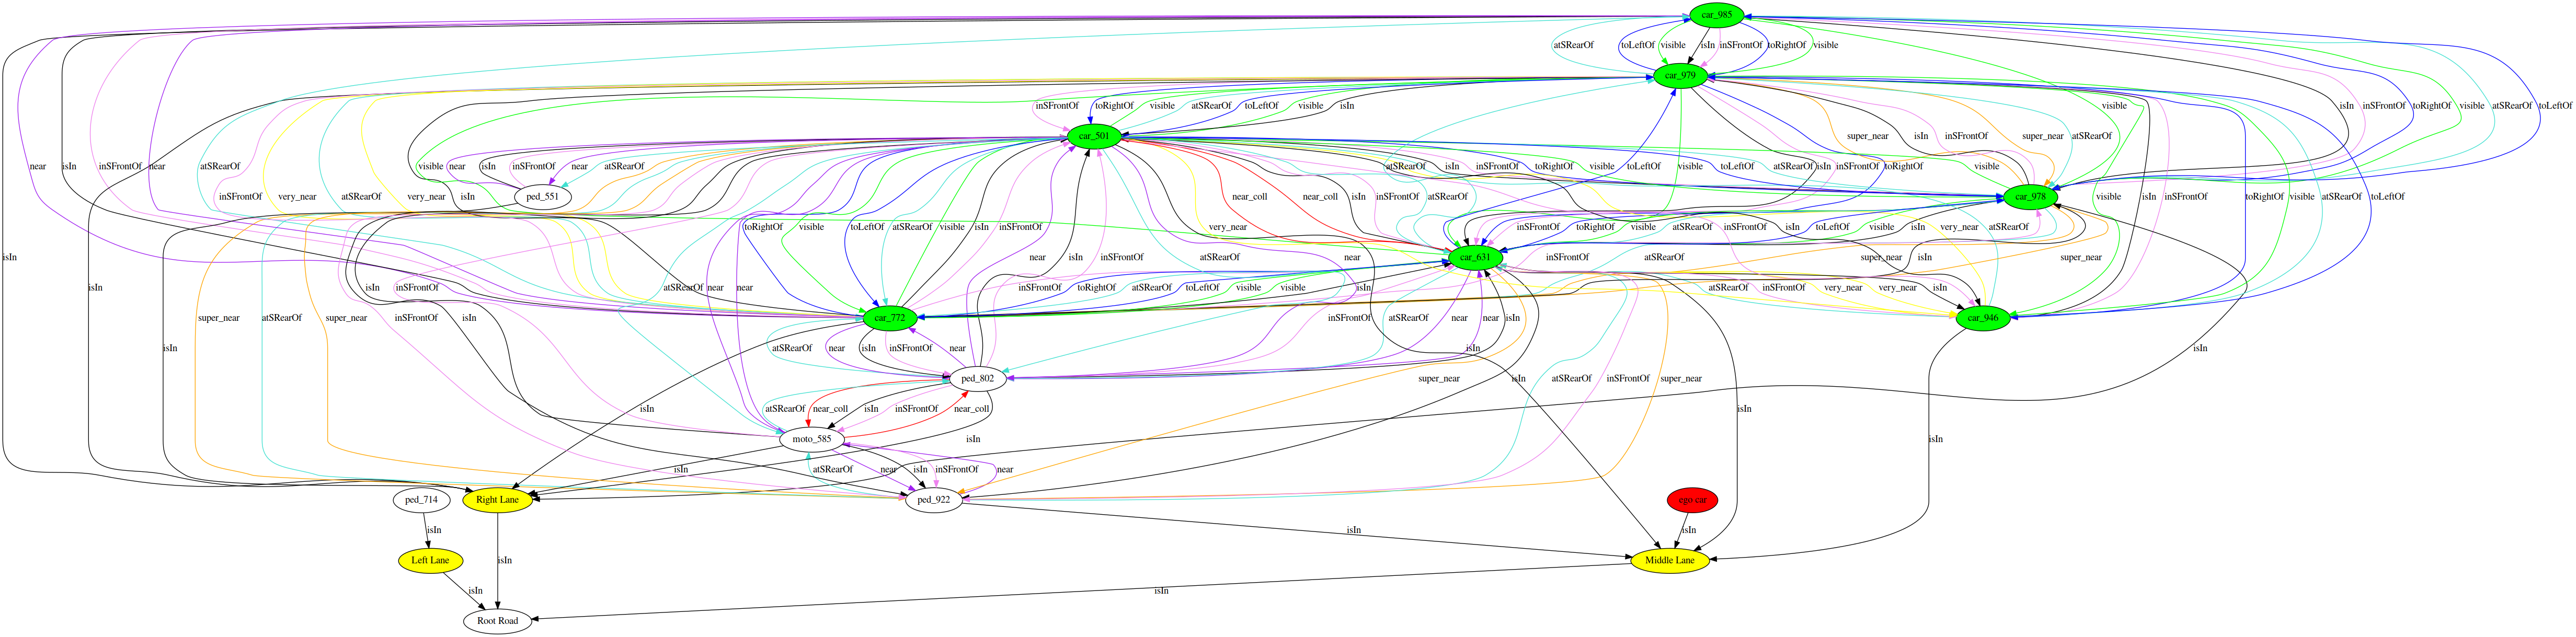 car_985
atSRearOf toLeftOf visible isIn inSFrontOf toRightOf visible
car_979
inSFrontOf toRightOf visible atSRearOf toLeftOf visible isIn visible isIn inSFrontOf toRightOf visible atSRearOf toLeftOf
car_501 super_near isIn inSFrontOf super_near atSRearOf
near isIn inSFrontOf near atSRearOf visible near isIn inSFrontOf near atSRearOf atSRearOf toLeftOf isIn inSFrontOf toRightOf visible visible toLeftOf atSRearOf isIn inSFrontOf toRightOf visible
inSFrontOf very_near atSRearOf very_near isIn ped_551 near_coll near_coll isIn inSFrontOf atSRearOf car_978 visible isIn inSFrontOf toRightOf visible atSRearOf toLeftOf
toRightOf visible toLeftOf atSRearOf visible isIn inSFrontOf very_near inSFrontOf toRightOf visible atSRearOf inSFrontOf isIn toLeftOf visible isIn very_near atSRearOf
isIn atSRearOf near car_631 inSFrontOf atSRearOf super_near isIn super_near
isIn isIn inSFrontOf isIn atSRearOf near near inSFrontOf toRightOf atSRearOf toLeftOf visible visible isIn atSRearOf inSFrontOf very_near very_near isIn
super_near atSRearOf super_near inSFrontOf isIn car_772 inSFrontOf atSRearOf near near isIn car_946
isIn atSRearOf near isIn inSFrontOf near isIn isIn
ped_802 super_near isIn atSRearOf inSFrontOf super_near
isIn atSRearOf near_coll isIn inSFrontOf near_coll isIn
moto_585 isIn isIn
isIn atSRearOf near isIn inSFrontOf near
ped_714 Right Lane ped_922 ego car
isIn isIn isIn isIn
Left Lane Middle Lane
isIn isIn
Root Road